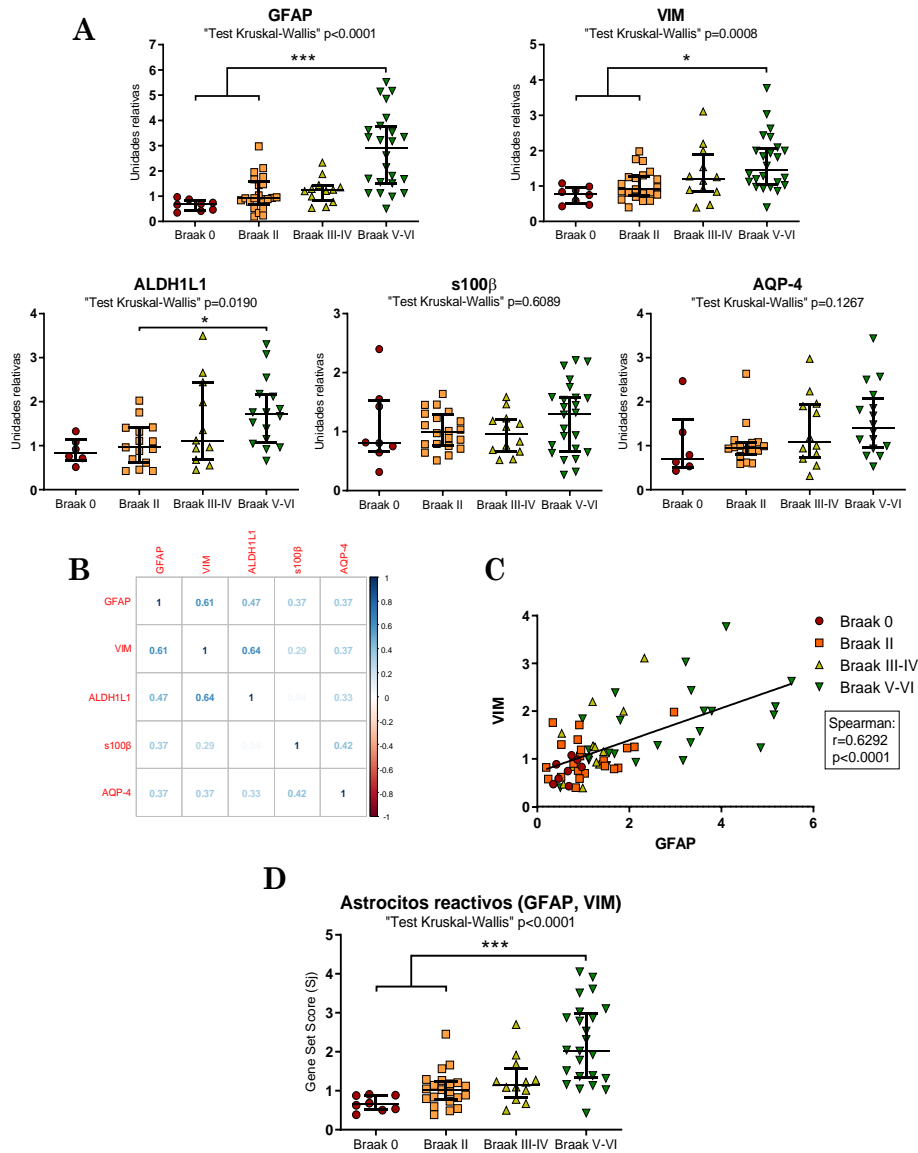 A
GFAP
"Test Kruskal-Wallis" p<0.0001
***
Unidades relativas
7
6
5
4
3
2
1
0
Braak 0 Braak II Braak III-IV Braak V-VI
VIM
"Test Kruskal-Wallis" p=0.0008
*
Unidades relativas
5
4
3
2
1
0
Braak 0 Braak II Braak III-IV Braak V-VI
ALDH1L1
"Test Kruskal-Wallis" p=0.0190
*
Unidades relativas
4
3
2
1
0
Braak 0 Braak II Braak III-IV Braak V-VI
s100β
"Test Kruskal-Wallis" p=0.6089
Unidades relativas
3
2
1
0
Braak 0 Braak II Braak III-IV Braak V-VI
AQP-4
"Test Kruskal-Wallis" p=0.1267
Unidades relativas
4
3
2
1
0
Braak 0 Braak II Braak III-IV Braak V-VI
B
GFAP VIM ALDH1L1 s100β AQP-4
GFAP 1 0.61 0.47 0.37 0.37
VIM 0.61 1 0.64 0.29 0.37
ALDH1L1 0.47 0.64 1 0.33
s100β 0.37 0.29 1 0.42
AQP-4 0.37 0.37 0.33 0.42 1
1
0.8
0.6
0.4
0.2
0
-0.2
-0.4
-0.6
-0.8
-1
C
VIM
4
3
2
1
0
0 2 4 6
GFAP
Braak 0
Braak II
Braak III-IV
Braak V-VI
Spearman:
r=0.6292
p<0.0001
D
Astrocitos reactivos (GFAP, VIM)
"Test Kruskal-Wallis" p<0.0001
***
Gene Set Score (Sj)
5
4
3
2
1
0
Braak 0 Braak II Braak III-IV Braak V-VI